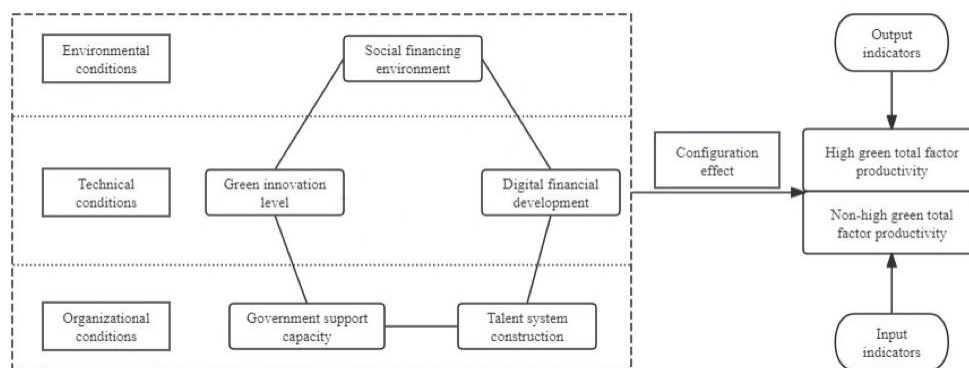 Environmental
conditions
Social financing
environment
Output
indicators
Technical
conditions
Green innovation
level
Digital financial
development
Configuration
effect
High green total factor
productivity
Non-high green total
factor productivity
Organizational
conditions
Government support
capacity
Talent system
construction
Input
indicators